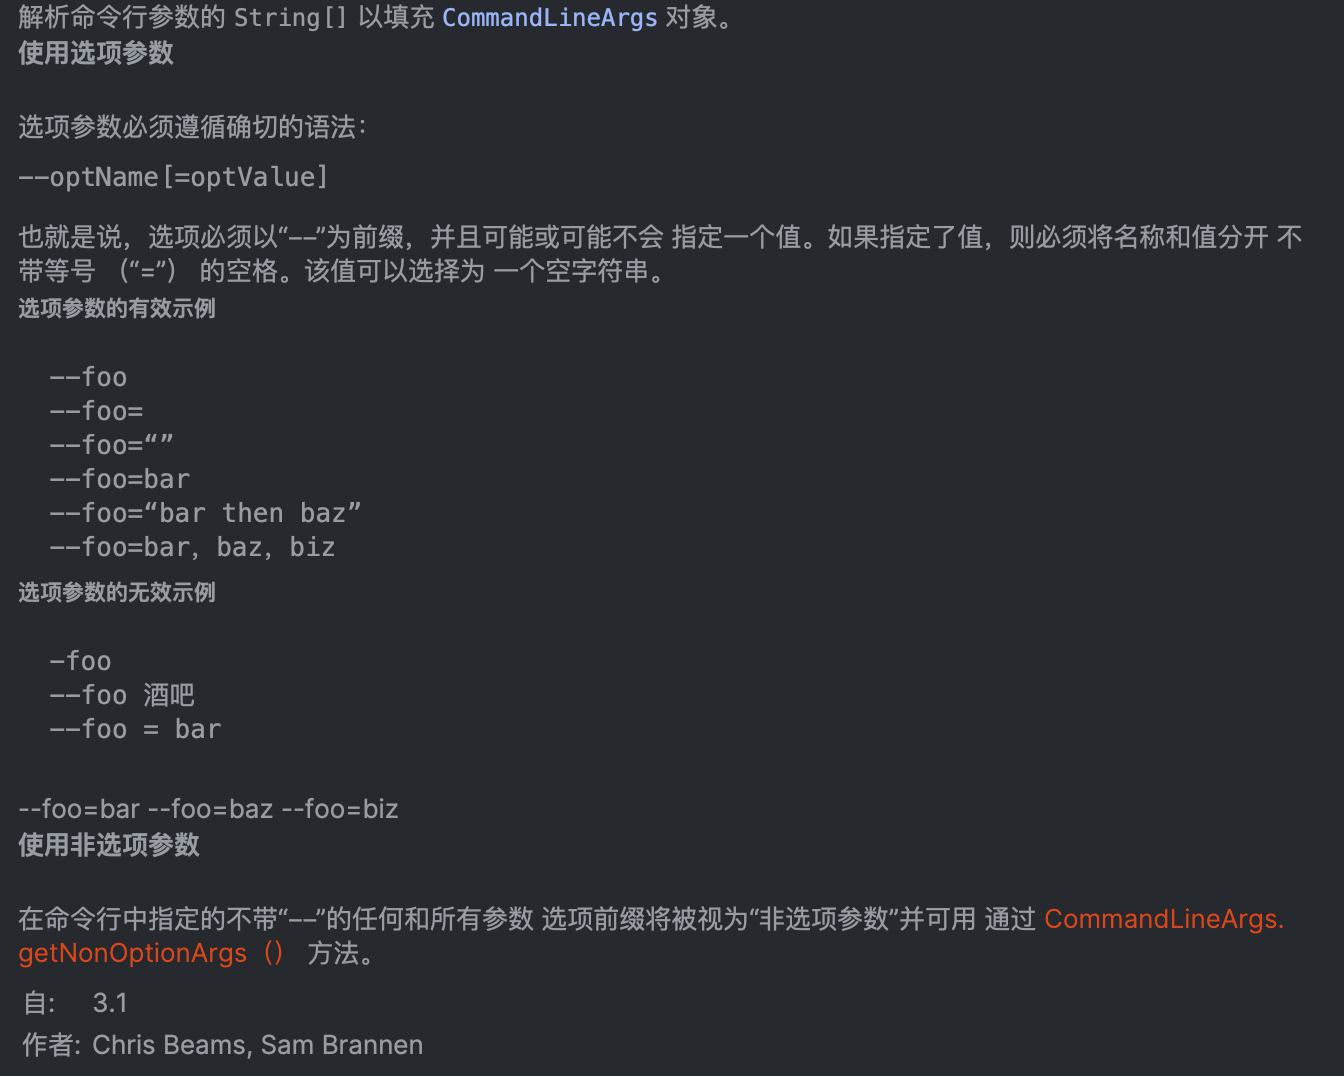 解析命令行参数的 String[] 以填充 CommandLineArgs 对象。
使用选项参数
选项参数必须遵循确切的语法：
--optName[=optValue]
也就是说，选项必须以“--”为前缀，并且可能或可能不会 指定一个值。如果指定了值，则必须将名称和值分开 不
带等号 （“=”） 的空格。该值可以选择为 一个空字符串。
选项参数的有效示例
--foo
--foo=
--foo=“”
--foo=bar
--foo=“bar then baz”
--foo=bar，baz，biz
选项参数的无效示例
-foo
--foo 酒吧
--foo = bar
--foo=bar --foo=baz --foo=biz
使用非选项参数
在命令行中指定的不带“--”的任何和所有参数 选项前缀将被视为“非选项参数”并可用 通过 CommandLineArgs.
getNonOptionArgs （） 方法。
自: 3.1
作者: Chris Beams, Sam Brannen